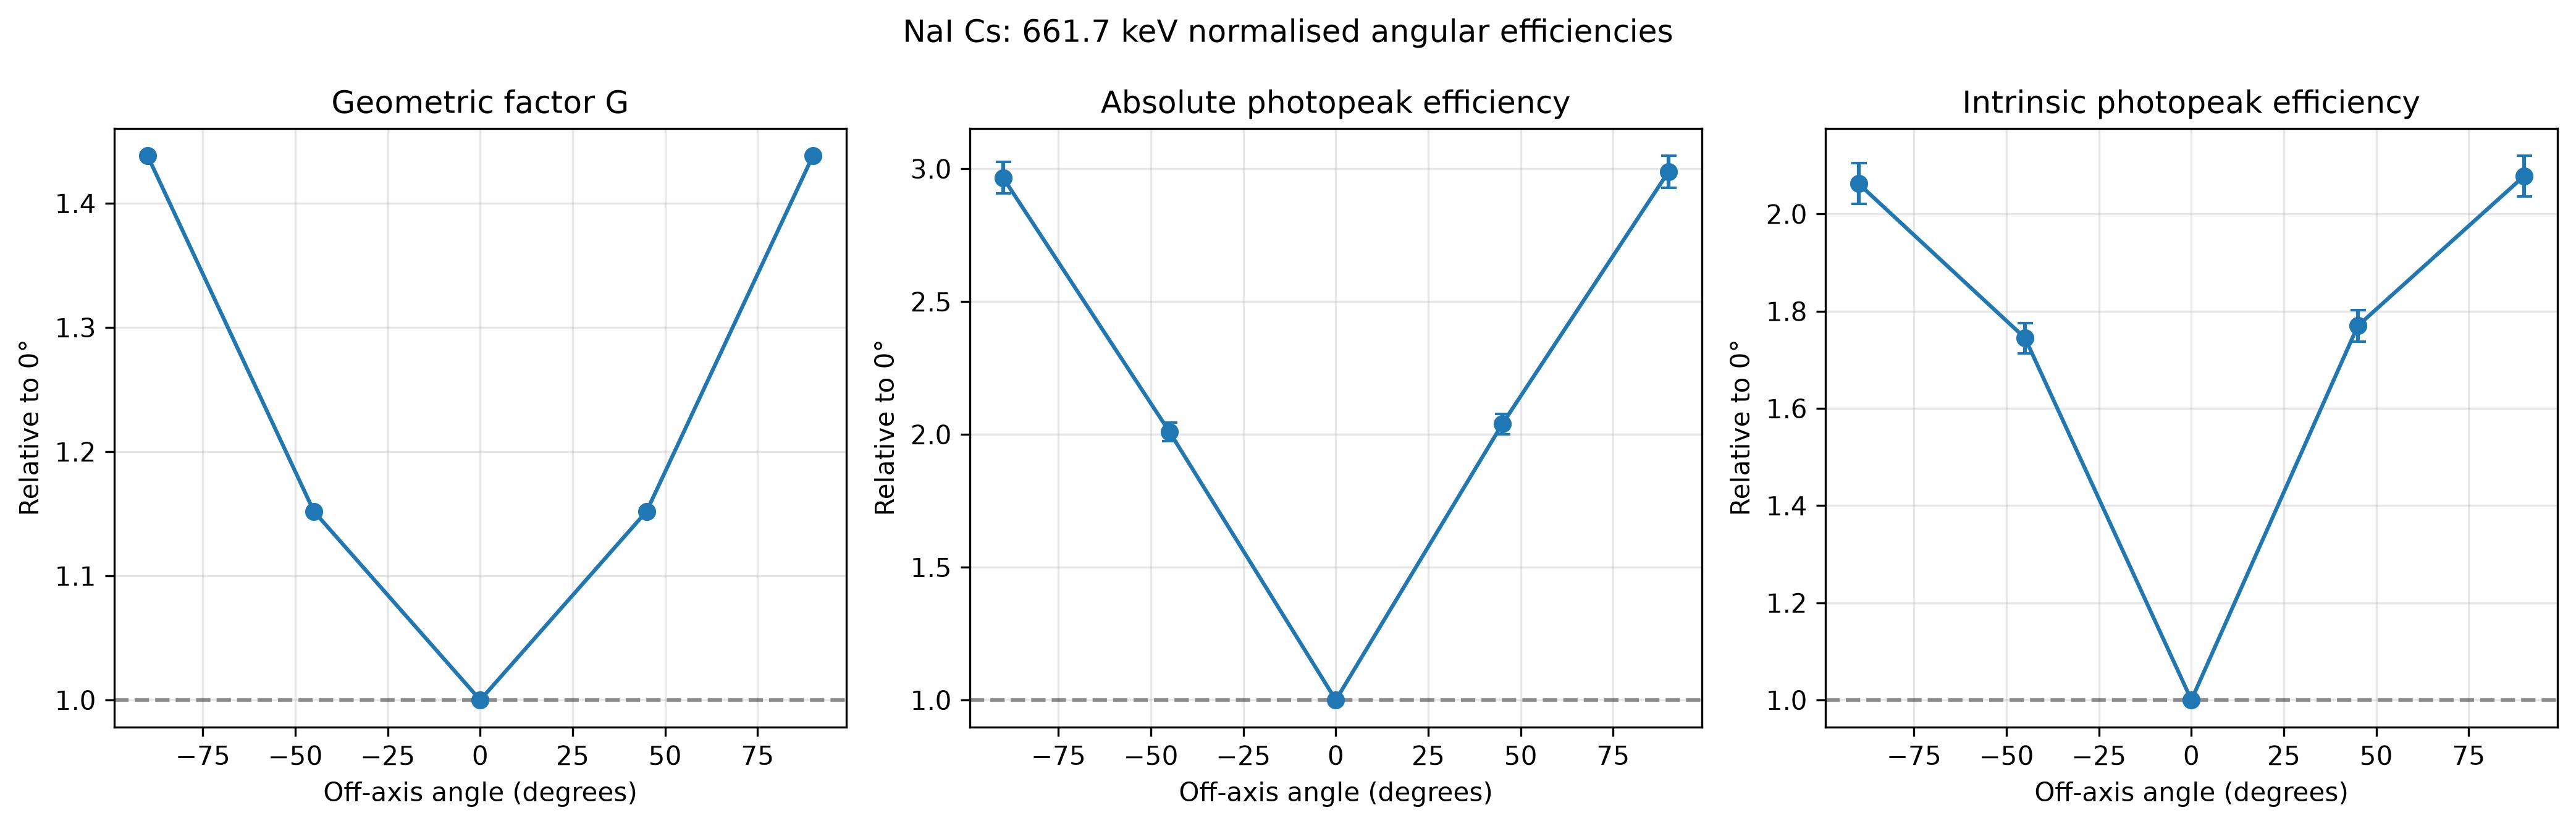 NaI Cs: 661.7 keV normalised angular efficiencies
Geometric factor G
Relative to 0°
1.4
1.3
1.2
1.1
1.0
−75 −50 −25 0 25 50 75
Off-axis angle (degrees)
Absolute photopeak efficiency
Relative to 0°
3.0
2.5
2.0
1.5
1.0
−75 −50 −25 0 25 50 75
Off-axis angle (degrees)
Intrinsic photopeak efficiency
Relative to 0°
2.0
1.8
1.6
1.4
1.2
1.0
−75 −50 −25 0 25 50 75
Off-axis angle (degrees)